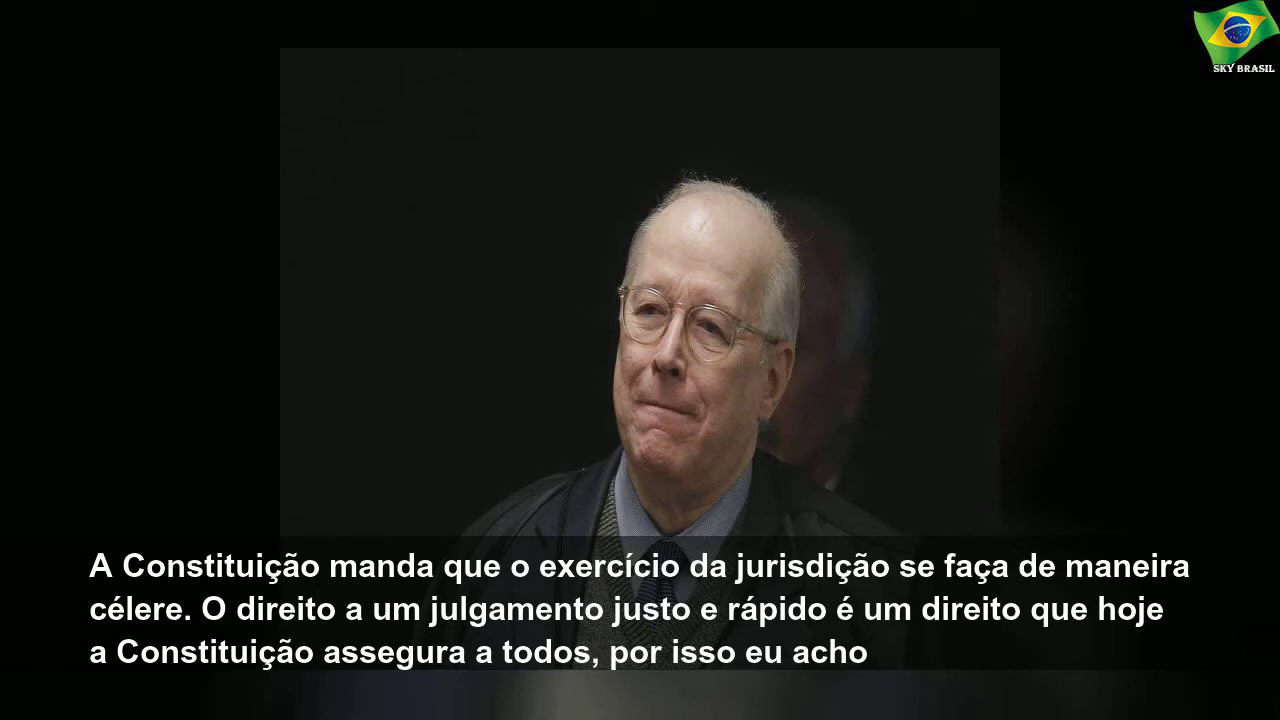 SKY BRASIL
A Constituição manda que o exercício da jurisdição se faça de maneira
célere. O direito a um julgamento justo e rápido é um direito que hoje
a Constituição assegura a todos, por isso eu acho